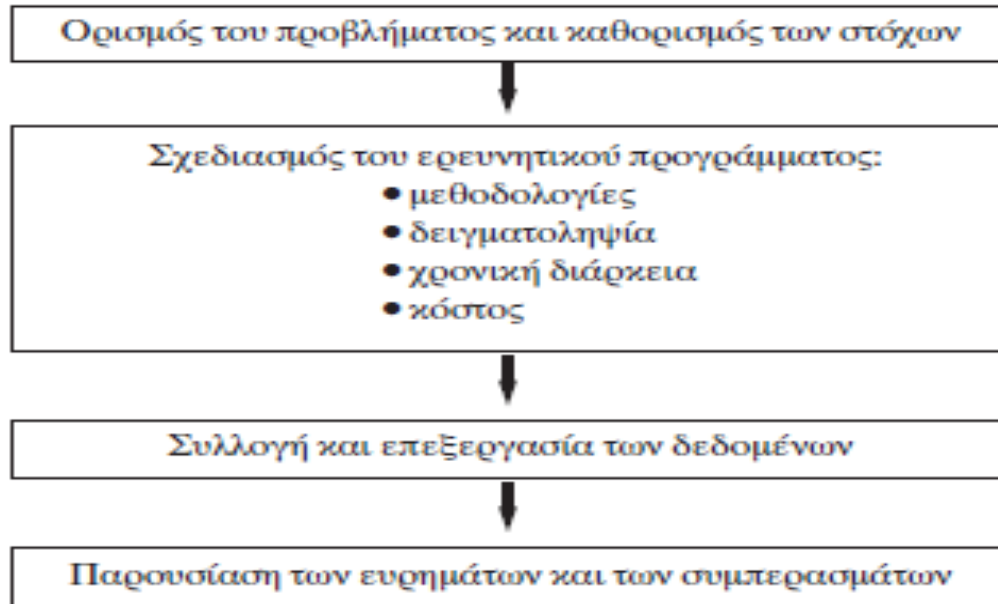 Ορισμός του προβλήματος και καθορισμός των στόχων
Σχεδιασμός του ερευνητικού προγράμματος:
• μεθοδολογίες
• δειγματοληψία
• χρονική διάρκεια
• κόστος
Συλλογή και επεξεργασία των δεδομένων
Παρουσίαση των ευρημάτων και των συμπερασμάτων